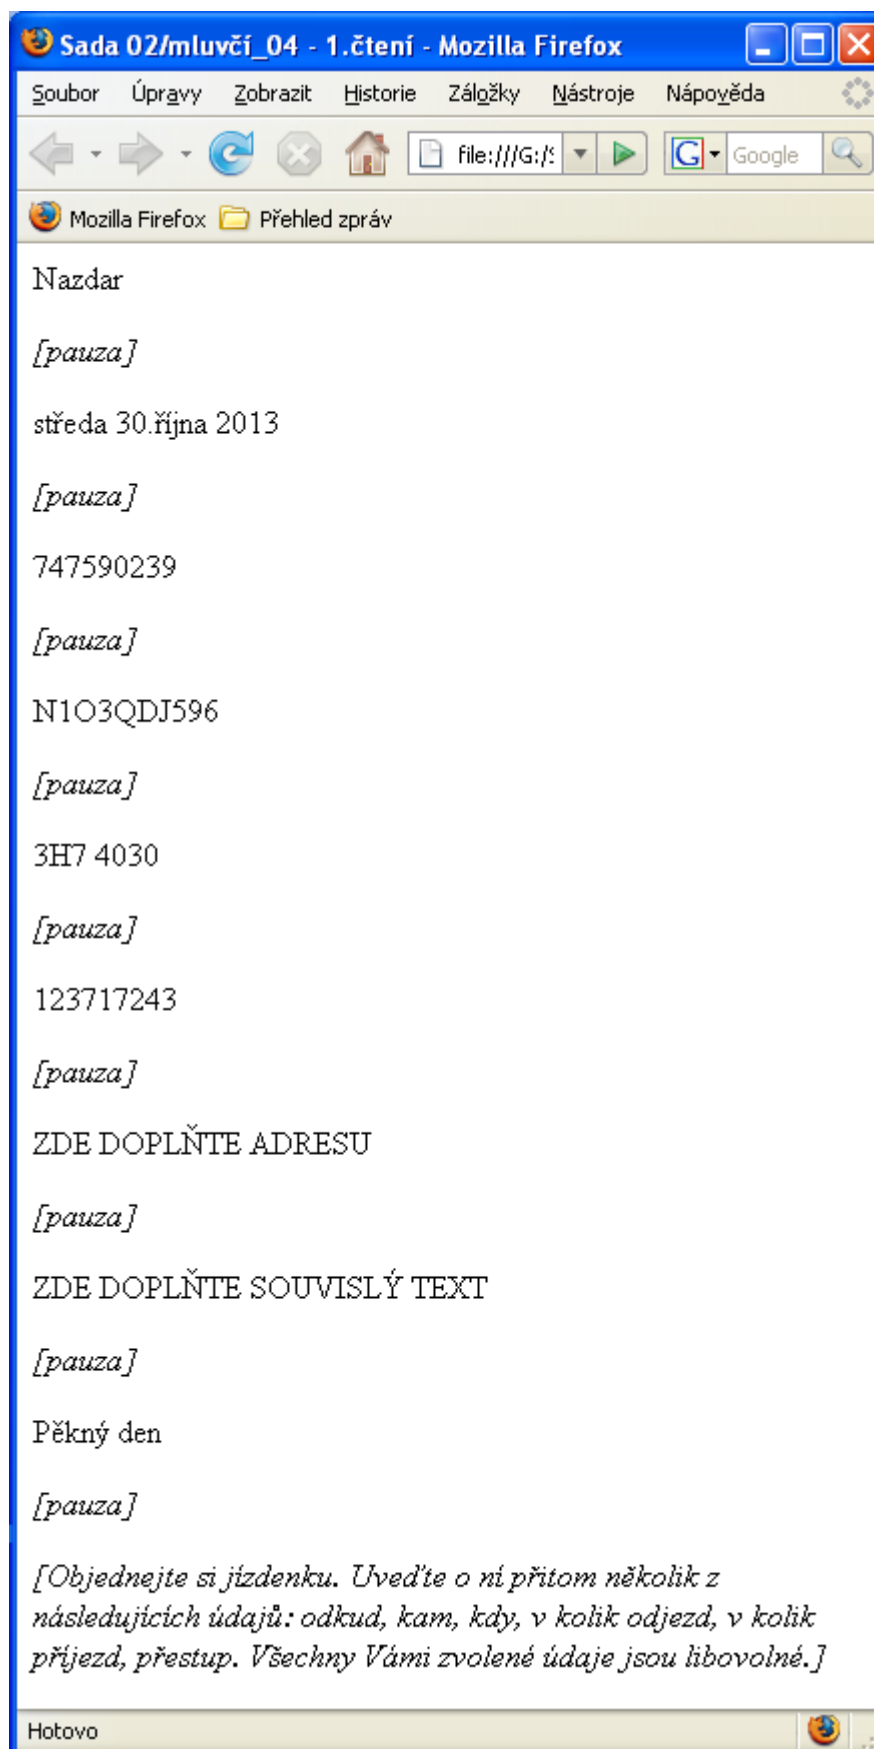 Sada 02/mluvčí_04 - 1.čtení - Mozilla Firefox
Soubor Úpravy Zobrazit Historie Záložky Nástroje Nápověda
file:///G:/S Google
Mozilla Firefox Přehled zpráv
Nazdar
[pauza]
středa 30.října 2013
[pauza]
747590239
[pauza]
N1O3QDJ596
[pauza]
3H7 4030
[pauza]
123717243
[pauza]
ZDE DOPLŇTE ADRESU
[pauza]
ZDE DOPLŇTE SOUVISLÝ TEXT
[pauza]
Pěkný den
[pauza]
[Objednejte si jízdenku. Uveďte o ní přitom několik z
následujících údajů: odkud, kam, kdy, v kolik odjezd, v kolik
příjezd, přestup. Všechny Vámi zvolené údaje jsou libovolné.]
Hotovo